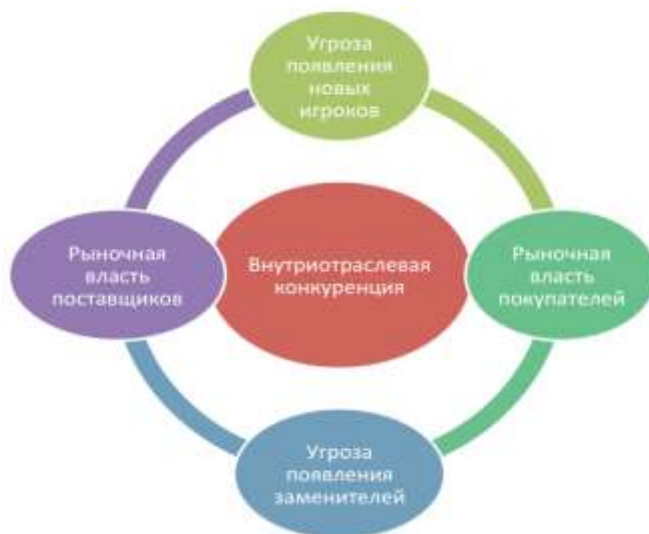 Угроза
появления
новых
игроков
Рыночная
власть
поставщиков
Внутриотраслевая
конкуренция
Рыночная
власть
покупателей
Угроза
появления
заменителей